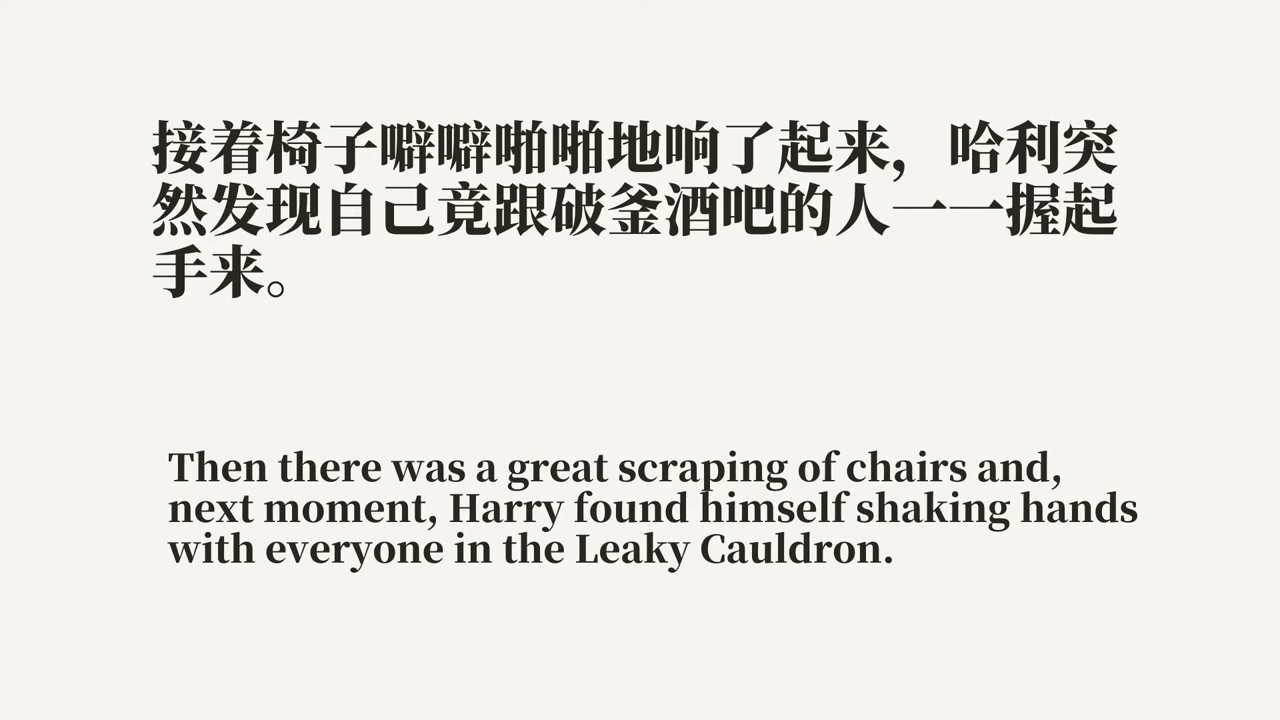 接着椅子噼噼啪啪地响了起来，哈利突
然发现自己竟跟破釜酒吧的人一一握起
手来。
Then there was a great scraping of chairs and,
next moment, Harry found himself shaking hands
with everyone in the Leaky Cauldron.